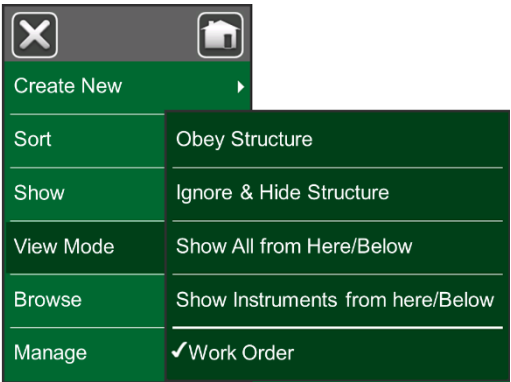 Create New
Sort
Show
View Mode
Browse
Manage
Obey Structure
Ignore & Hide Structure
Show All from Here/Below
Show Instruments from here/Below
✓Work Order